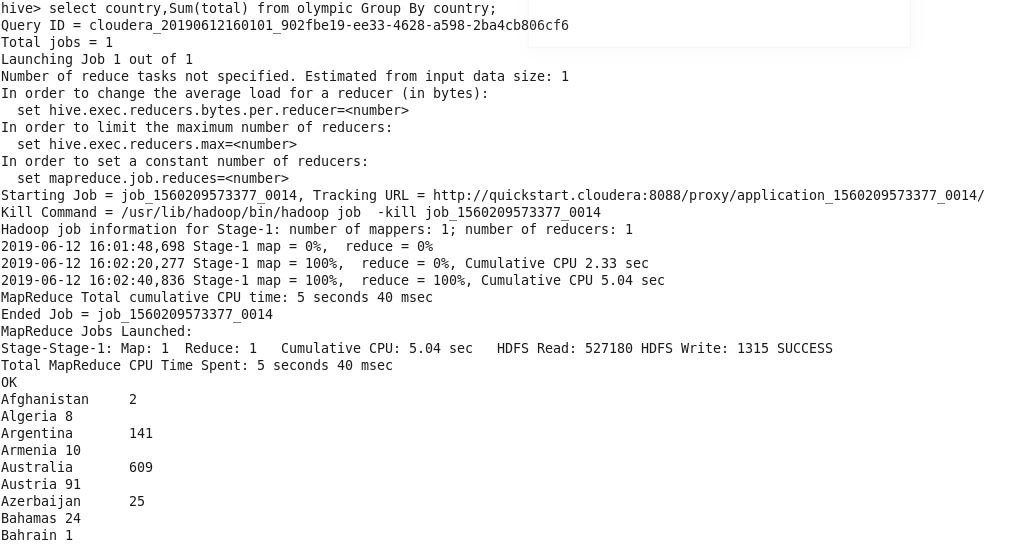 hive> select country,Sum(total) from olympic Group By country;
Query ID = cloudera_20190612160101_902fbe19-ee33-4628-a598-2ba4cb806cf6
Total jobs = 1
Launching Job 1 out of 1
Number of reduce tasks not specified. Estimated from input data size: 1
In order to change the average load for a reducer (in bytes):
  set hive.exec.reducers.bytes.per.reducer=<number>
In order to limit the maximum number of reducers:
  set hive.exec.reducers.max=<number>
In order to set a constant number of reducers:
  set mapreduce.job.reduces=<number>
Starting Job = job_1560209573377_0014, Tracking URL = http://quickstart.cloudera:8088/proxy/application_1560209573377_0014/
Kill Command = /usr/lib/hadoop/bin/hadoop job  -kill job_1560209573377_0014
Hadoop job information for Stage-1: number of mappers: 1; number of reducers: 1
2019-06-12 16:01:48,698 Stage-1 map = 0%,  reduce = 0%
2019-06-12 16:02:20,277 Stage-1 map = 100%,  reduce = 0%, Cumulative CPU 2.33 sec
2019-06-12 16:02:40,836 Stage-1 map = 100%,  reduce = 100%, Cumulative CPU 5.04 sec
MapReduce Total cumulative CPU time: 5 seconds 40 msec
Ended Job = job_1560209573377_0014
MapReduce Jobs Launched:
Stage-Stage-1: Map: 1  Reduce: 1   Cumulative CPU: 5.04 sec   HDFS Read: 527180 HDFS Write: 1315 SUCCESS
Total MapReduce CPU Time Spent: 5 seconds 40 msec
OK
Afghanistan     2
Algeria 8
Argentina       141
Armenia 10
Australia       609
Austria 91
Azerbaijan      25
Bahamas 24
Bahrain 1